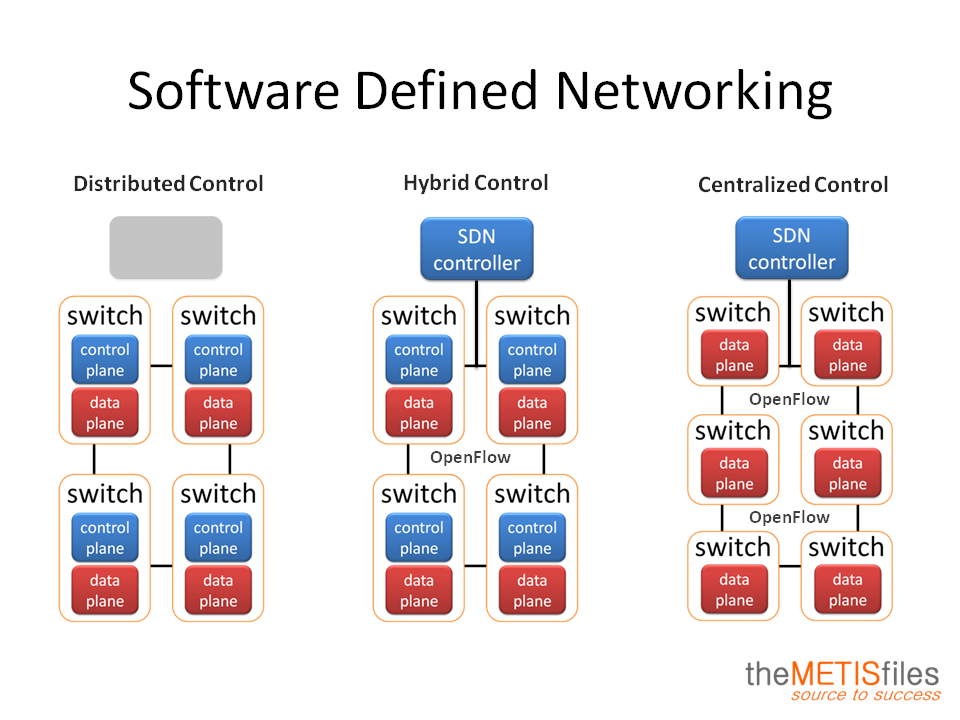 Software Defined Networking
Distributed Control
switch
switch
control
plane
control
plane
data
plane
data
plane
switch
switch
control
plane
control
plane
data
plane
data
plane
Hybrid Control
SDN
controller
switch
switch
control
plane
control
plane
data
plane
data
plane
OpenFlow
switch
switch
control
plane
control
plane
data
plane
data
plane
Centralized Control
SDN
controller
switch
switch
data
plane
data
plane
OpenFlow
switch
switch
data
plane
data
plane
OpenFlow
switch
switch
data
plane
data
plane
theMETISfiles
source to success